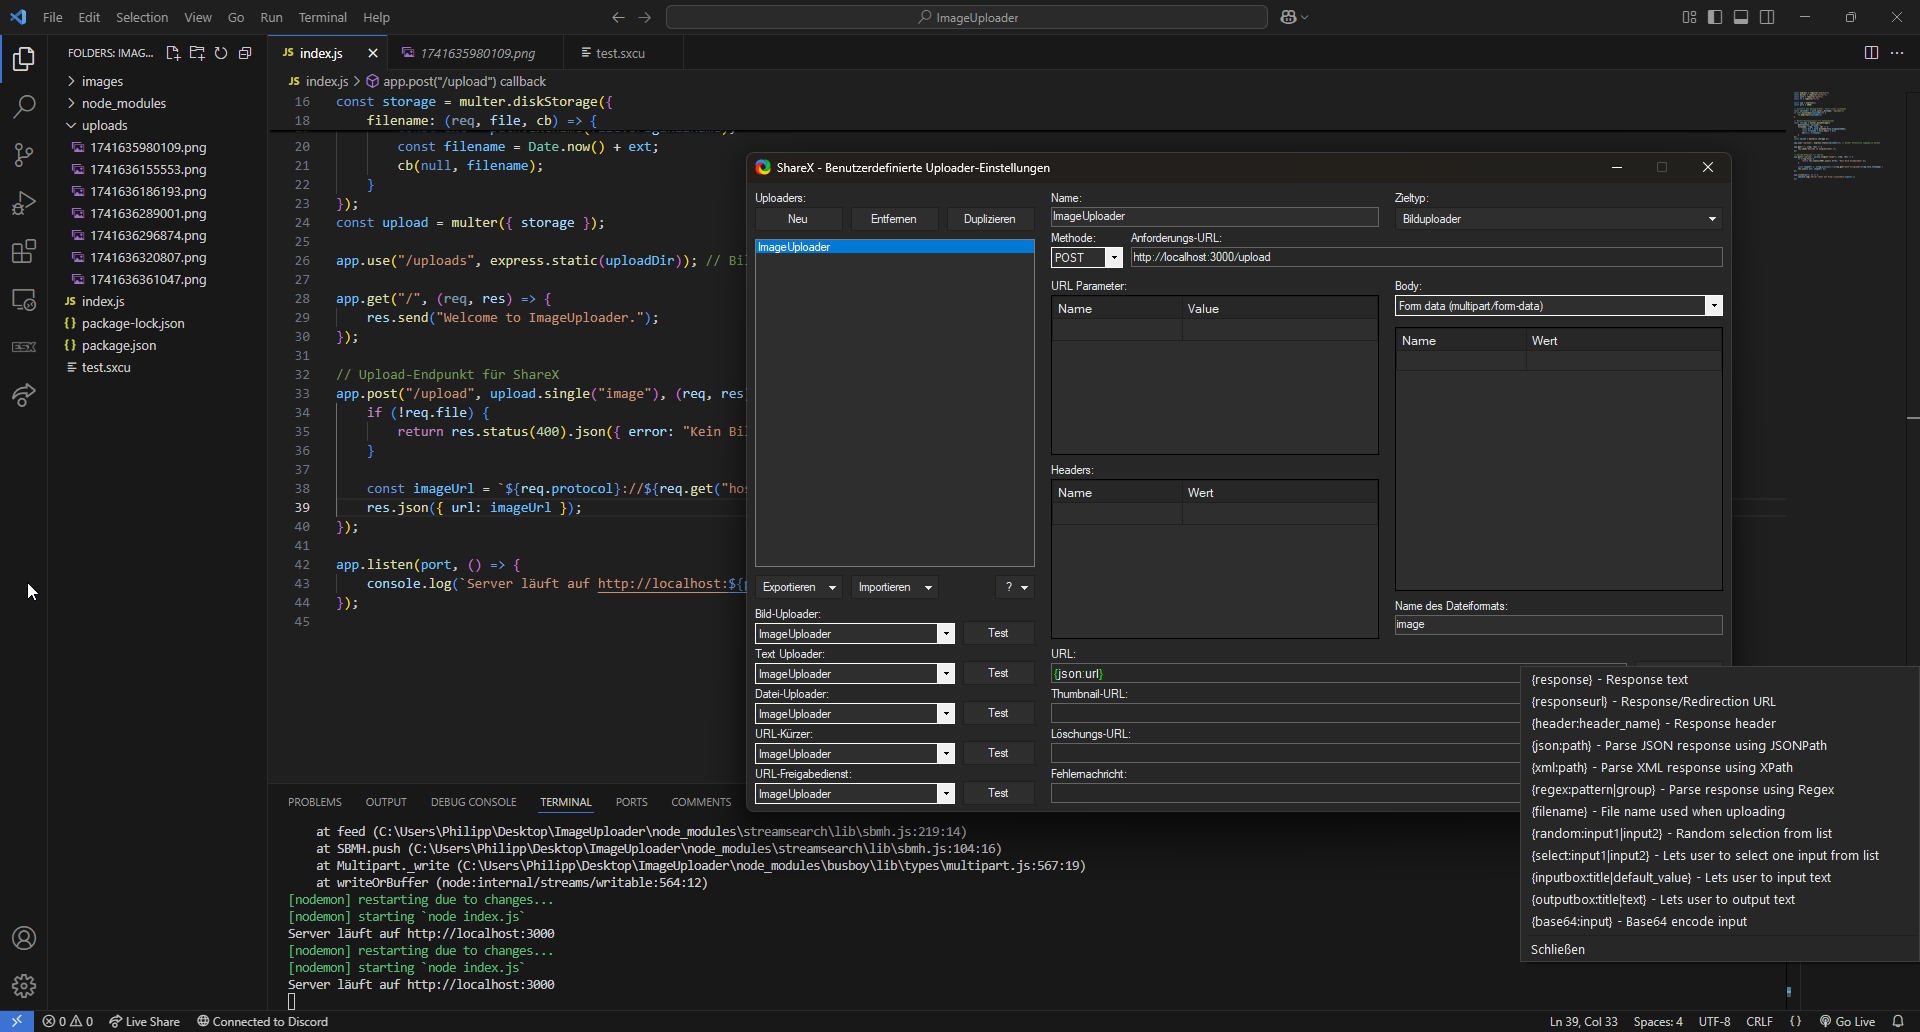 File Edit Selection View Go Run Terminal Help
ImageUploader
FOLDERS: IMAG...
images
node_modules
uploads
1741635980109.png
1741636155553.png
1741636186193.png
1741636289001.png
1741636296874.png
1741636320807.png
1741636361047.png
JS index.js
{} package-lock.json
{} package.json
test.sxcu
ESX
JS index.js
1741635980109.png
test.sxcu
JS index.js > app.post("/upload") callback
16 const storage = multer.diskStorage({
18 filename: (req, file, cb) => {
20 const filename = Date.now() + ext;
21 cb(null, filename);
22 }
23 });
24 const upload = multer({ storage });
25
26 app.use("/uploads", express.static(uploadDir)); // Bil
27
28 app.get("/", (req, res) => {
29 res.send("Welcome to ImageUploader.");
30 });
31
32 // Upload-Endpunkt für ShareX
33 app.post("/upload", upload.single("image"), (req, res
34 if (!req.file) {
35 return res.status(400).json({ error: "Kein Bi
36 }
37
38 const imageUrl = `${req.protocol}://${req.get("ho
39 res.json({ url: imageUrl });
40 });
41
42 app.listen(port, () => {
43 console.log(`Server läuft auf http://localhost:${
44 });
45
ShareX - Benutzerdefinierte Uploader-Einstellungen
Uploaders:
Neu Entfernen Duplizieren
ImageUploader
Exportieren Importieren ?
Bild-Uploader:
ImageUploader Test
Text Uploader:
ImageUploader Test
Datei-Uploader:
ImageUploader Test
URL-Kürzer:
ImageUploader Test
URL-Freigabedienst:
ImageUploader Test
Name:
ImageUploader
Zieltyp:
Bilduploader
Methode: Anforderungs-URL:
POST http://localhost:3000/upload
URL Parameter:
Name Value
Headers:
Name Wert
Body:
Form data (multipart/form-data)
Name Wert
Name des Dateiformats:
image
URL:
{json:url}
Thumbnail-URL:
Löschungs-URL:
Fehlernachricht:
{response} - Response text
{responseurl} - Response/Redirection URL
{header:header_name} - Response header
{json:path} - Parse JSON response using JSONPath
{xml:path} - Parse XML response using XPath
{regex:pattern|group} - Parse response using Regex
{filename} - File name used when uploading
{random:input1|input2} - Random selection from list
{select:input1|input2} - Lets user to select one input from list
{inputbox:title|default_value} - Lets user to input text
{outputbox:title|text} - Lets user to output text
{base64:input} - Base64 encode input
Schließen
PROBLEMS OUTPUT DEBUG CONSOLE TERMINAL PORTS COMMENTS
at feed (C:\Users\Philipp\Desktop\ImageUploader\node_modules\streamsearch\lib\sbmh.js:219:14)
at SBMH.push (C:\Users\Philipp\Desktop\ImageUploader\node_modules\streamsearch\lib\sbmh.js:104:16)
at Multipart._write (C:\Users\Philipp\Desktop\ImageUploader\node_modules\busboy\lib\types\multipart.js:567:19)
at writeOrBuffer (node:internal/streams/writable:564:12)
[nodemon] restarting due to changes...
[nodemon] starting `node index.js`
Server läuft auf http://localhost:3000
[nodemon] restarting due to changes...
[nodemon] starting `node index.js`
Server läuft auf http://localhost:3000
0 0 Live Share Connected to Discord
Ln 39, Col 33 Spaces: 4 UTF-8 CRLF {} Go Live